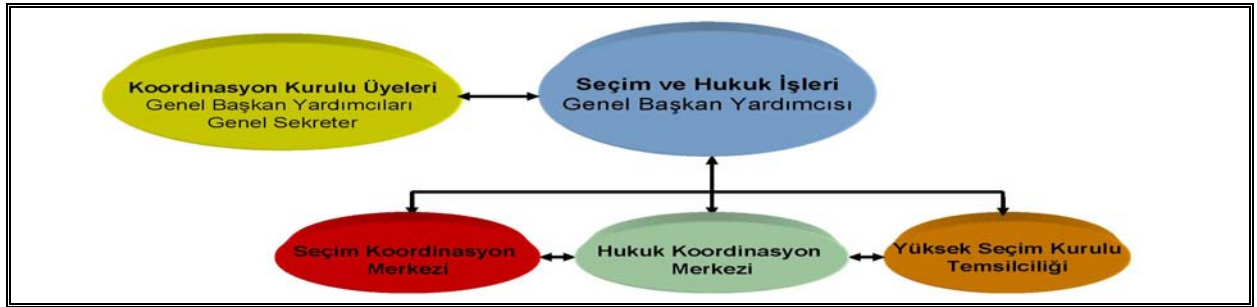 Koordinasyon Kurulu Üyeleri
Genel Başkan Yardımcıları
Genel Sekreter
Seçim ve Hukuk İşleri
Genel Başkan Yardımcısı
Seçim Koordinasyon
Merkezi
Hukuk Koordinasyon
Merkezi
Yüksek Seçim Kurulu
Temsilciliği